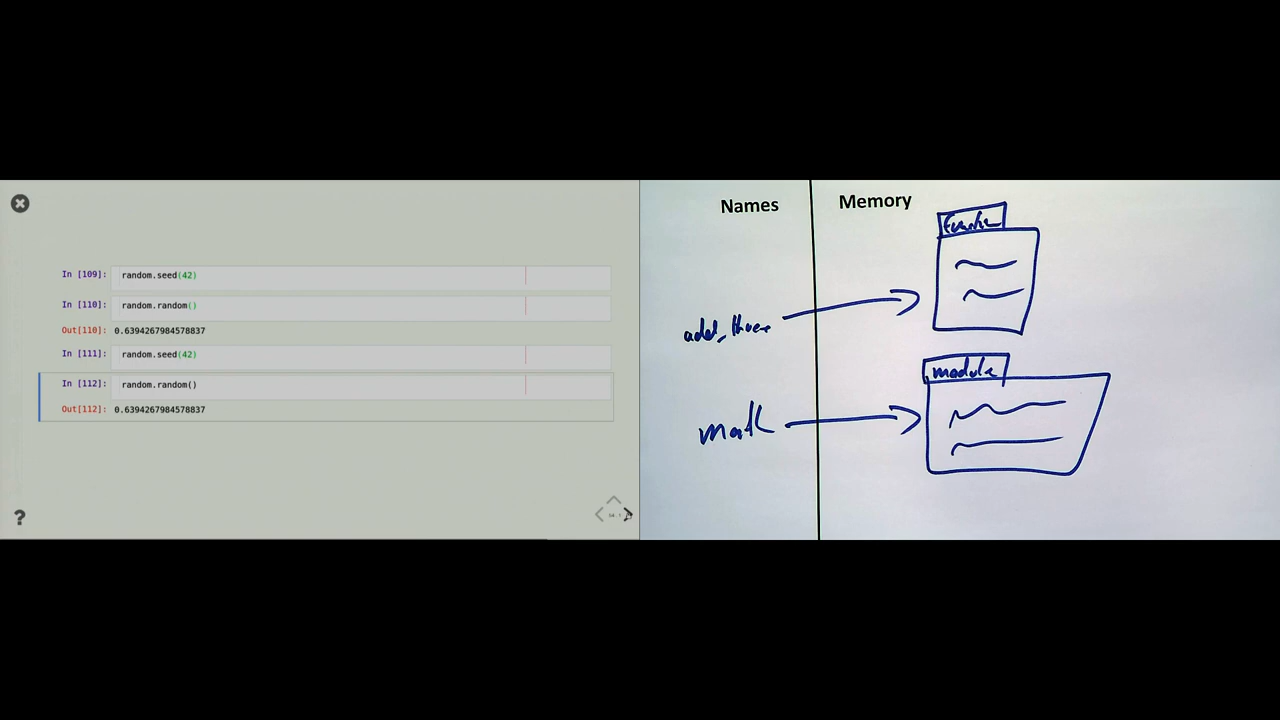 In [109]: random.seed(42)
In [110]: random.random()
Out[110]: 0.6394267984578837
In [111]: random.seed(42)
In [112]: random.random()
Out[112]: 0.6394267984578837
?
Names Memory
add_three
module
math